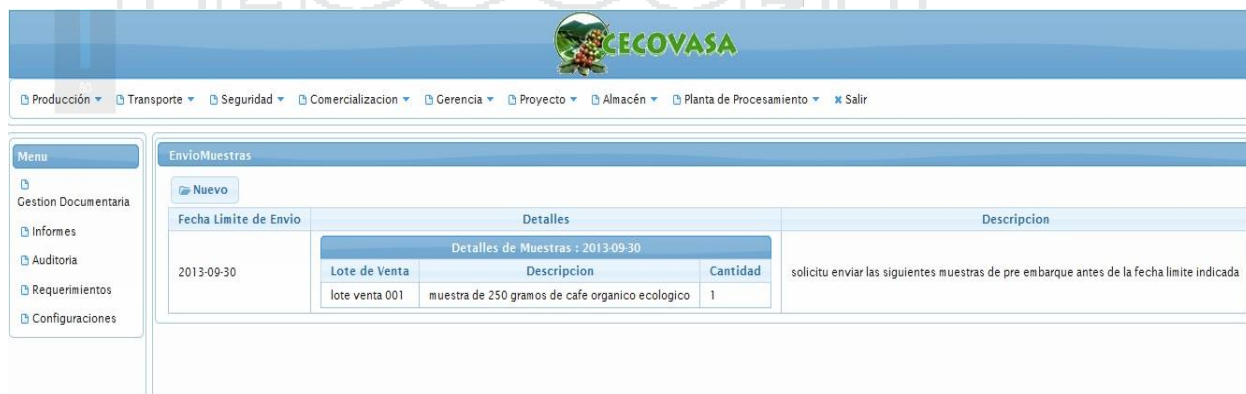 CECOVASA
Producción Transporte Seguridad Comercializacion Gerencia Proyecto Almacén Planta de Procesamiento Salir
Menu
Gestion Documentaria
Informes
Auditoria
Requerimientos
Configuraciones
EnvioMuestras
Nuevo
Fecha Limite de Envio Detalles Descripcion
2013-09-30
Detalles de Muestras : 2013-09-30
Lote de Venta Descripcion Cantidad
lote venta 001 muestra de 250 gramos de cafe organico ecologico 1
solicitu enviar las siguientes muestras de pre embarque antes de la fecha limite indicada